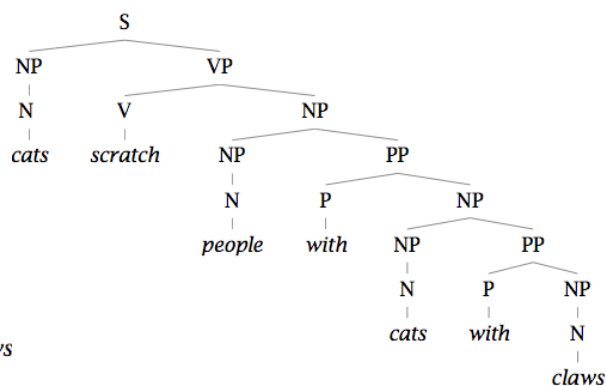 S
NP VP
N V NP
cats scratch NP PP
N P NP
people with NP PP
N P NP
cats with N
claws